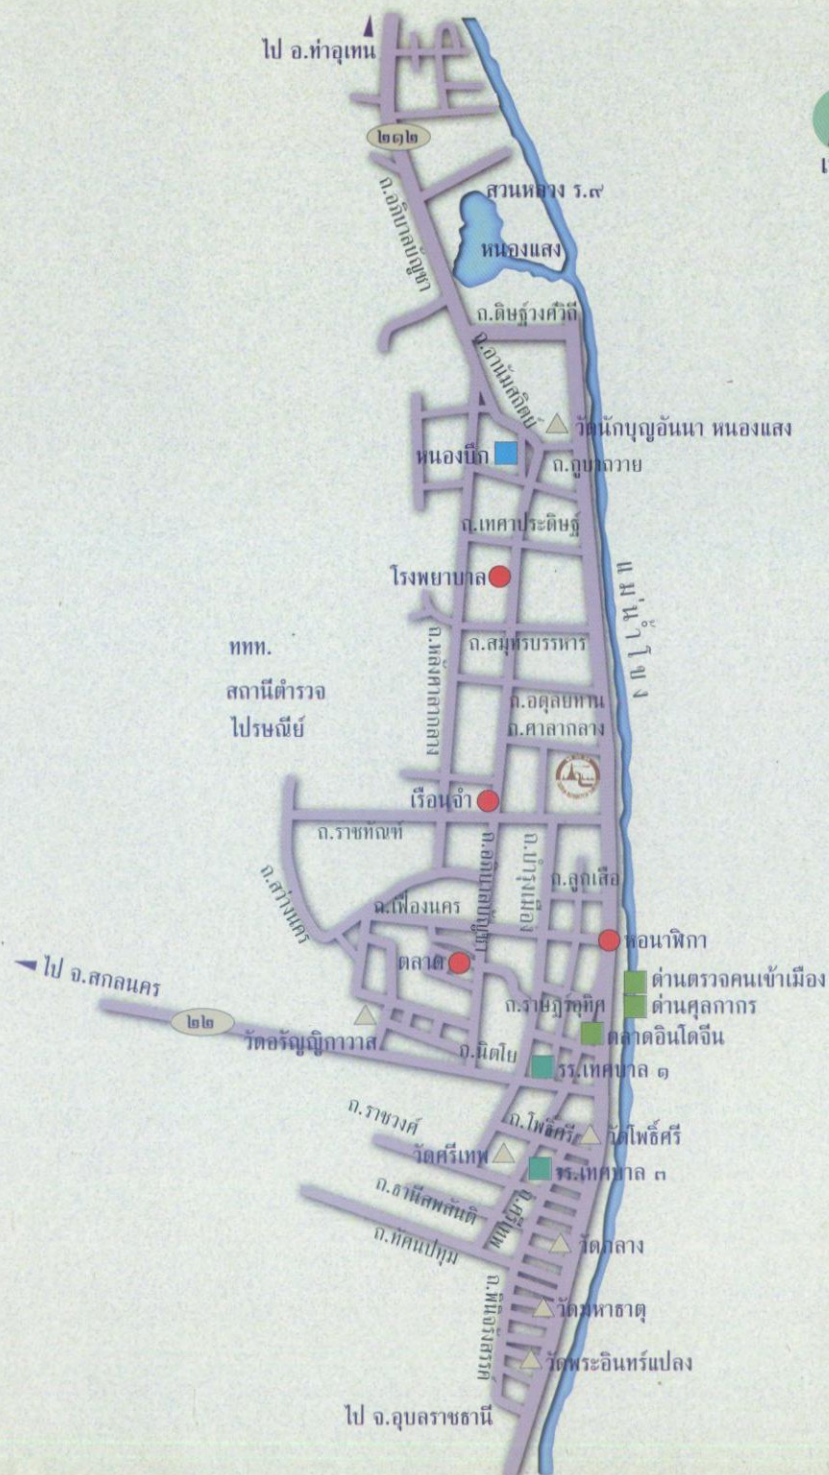 ไป อ.ท่าอุเทน
๒๑๒
ถ.อภิบาลบัญชา
สวนหลวง ร.๙
หนองแสง
ถ.ดิษฐ์วงศ์วิถี
ถ.อานัมสถิตย์
วัดนักบุญอันนา หนองแสง
หนองบึก
ถ.ภูบาถวาย
ถ.เทศาประดิษฐ์
โรงพยาบาล
แม่น้ำโขง
ถ.สมุทรบรรหาร
ถ.หลังศาลากลาง
ททท.
สถานีตำรวจ
ไปรษณีย์
ถ.อดุลยทาน
ถ.ศาลากลาง
เรือนจำ
ถ.ราชทัณฑ์
ถ.อภิบาลบัญชา
ถ.บำรุงเมือง
ถ.สว่างนคร
ถ.ลูกเสือ
ถ.เฟื่องนคร
หอนาฬิกา
ตลาด
ไป จ.สกลนคร
ด่านตรวจคนเข้าเมือง
ถ.ราษฎร์อุทิศ
ด่านศุลกากร
๒๒
วัดอรัญญิกาวาส
ตลาดอินโดจีน
ถ.นิตโย
รร.เทศบาล ๑
ถ.ราชวงค์
ถ.โพธิ์ศรี
วัดโพธิ์ศรี
วัดศรีเทพ
รร.เทศบาล ๓
ถ.ธานีสพสันติ
ถ.ศรีเทพ
ถ.ทัศนปทุม
วัดกลาง
วัดมหาธาตุ
วัดพระอินทร์แปลง
ไป จ.อุบลราชธานี